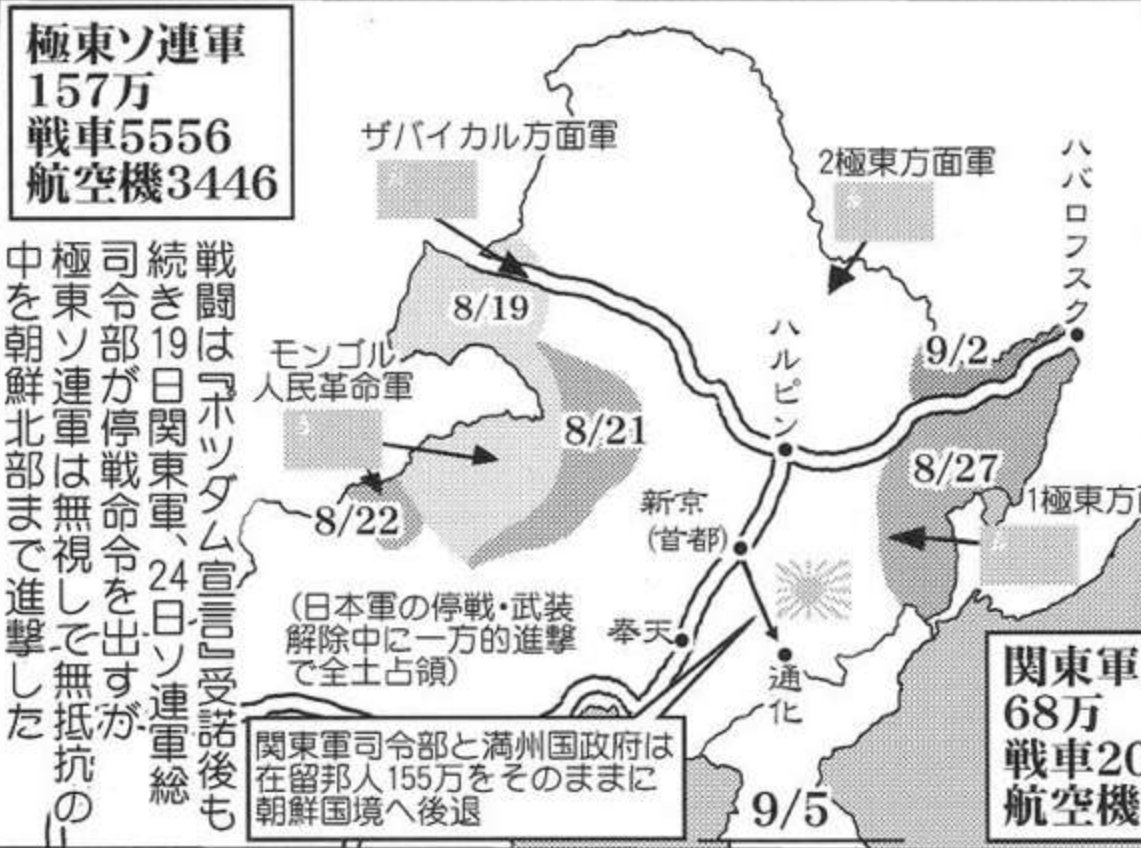 極東ソ連軍
157万
戦車5556
航空機3446
ザバイカル方面軍
2極東方面軍
ハバロフスク
戦闘は『ポツダム宣言』受諾後も
続き19日関東軍、24日ソ連軍総
司令部が停戦命令を出すが
極東ソ連軍は無視して無抵抗の
中を朝鮮北部まで進撃した
8/19
モンゴル
人民革命軍
8/21
8/22
ハルピン
9/2
8/27
1極東方面
新京
(首都)
(日本軍の停戦・武装
解除中に一方的進撃
で全土占領)
奉天
通化
関東軍司令部と満州国政府は
在留邦人155万をそのままに
朝鮮国境へ後退
9/5
関東軍
68万
戦車20
航空機